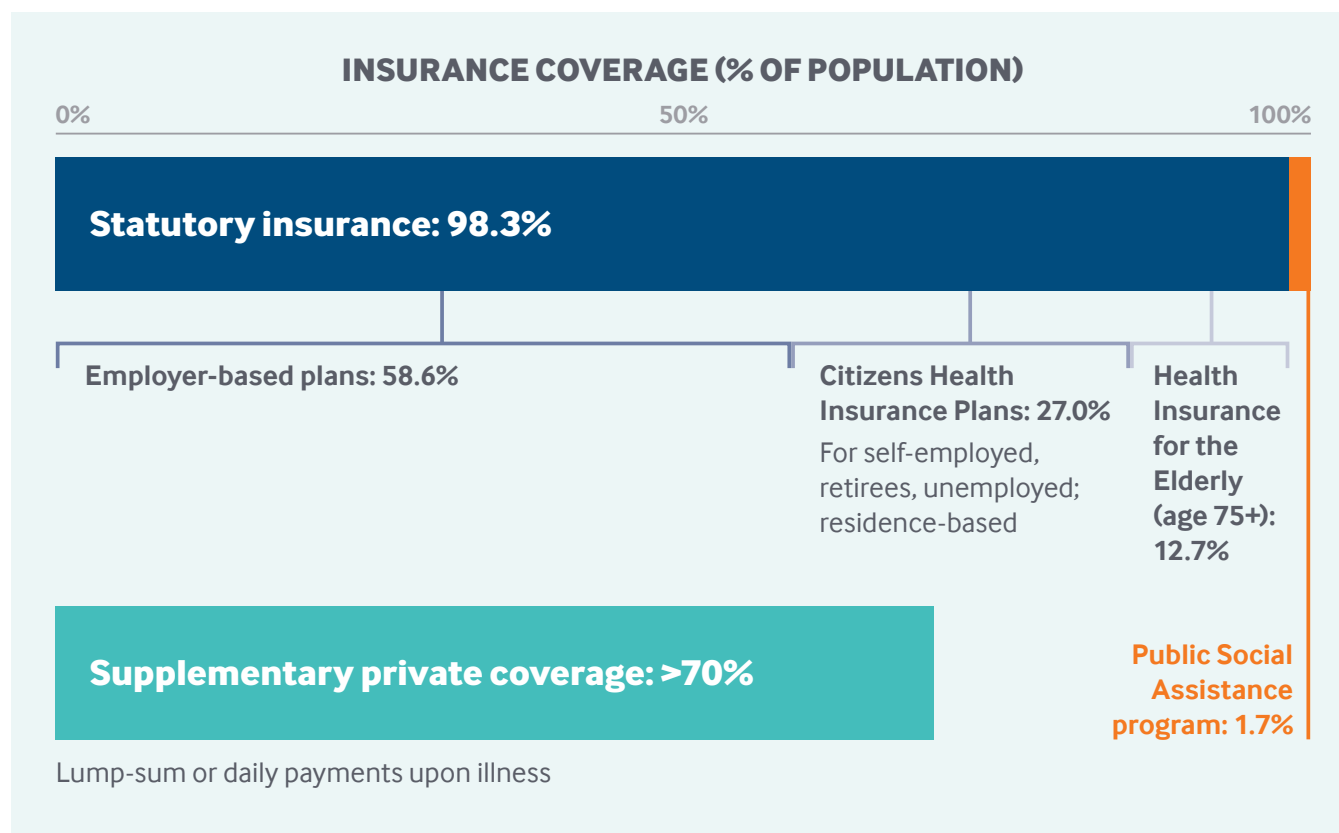 INSURANCE COVERAGE (% OF POPULATION)
0% 50% 100%
Statutory insurance: 98.3%
Employer-based plans: 58.6%
Citizens Health
Insurance Plans: 27.0%
For self-employed,
retirees, unemployed;
residence-based
Health
Insurance
for the
Elderly
(age 75+):
12.7%
Supplementary private coverage: >70%
Public Social
Assistance
program: 1.7%
Lump-sum or daily payments upon illness